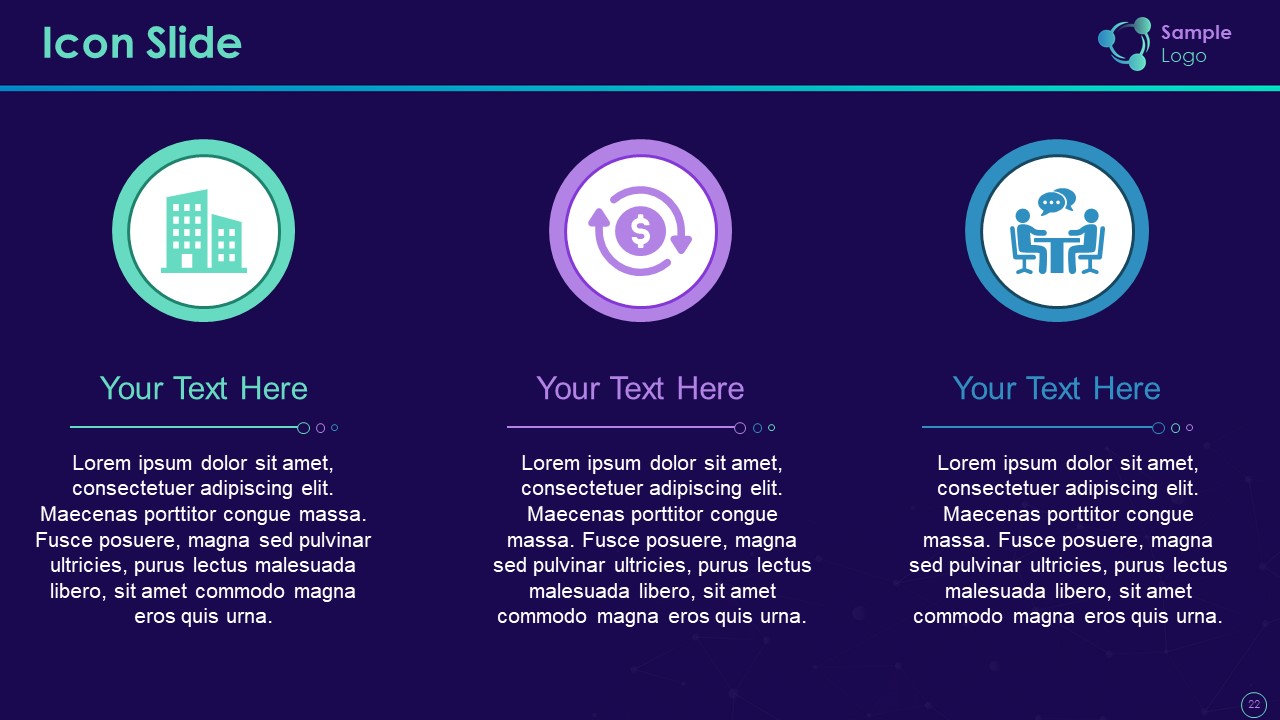 Icon Slide
Sample
Logo
$
Your Text Here
Lorem ipsum dolor sit amet,
consectetuer adipiscing elit.
Maecenas porttitor congue massa.
Fusce posuere, magna sed pulvinar
ultricies, purus lectus malesuada
libero, sit amet commodo magna
eros quis urna.
Your Text Here
Lorem ipsum dolor sit amet,
consectetuer adipiscing elit.
Maecenas porttitor congue
massa. Fusce posuere, magna
sed pulvinar ultricies, purus lectus
malesuada libero, sit amet
commodo magna eros quis urna.
Your Text Here
Lorem ipsum dolor sit amet,
consectetuer adipiscing elit.
Maecenas porttitor congue
massa. Fusce posuere, magna
sed pulvinar ultricies, purus lectus
malesuada libero, sit amet
commodo magna eros quis urna.
22